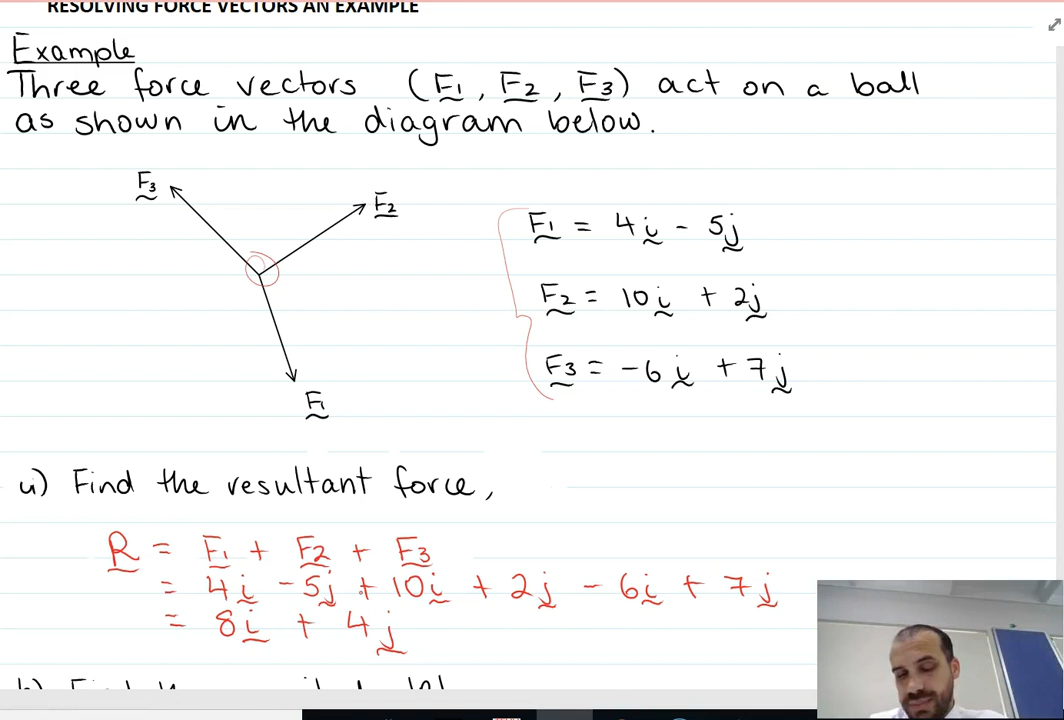 RESOLVING FORCE VECTORS AN EXAMPLE
Example
Three force vectors (F1, F2, F3) act on a ball
as shown in the diagram below.
F3
F2
F1
F1 = 4i - 5j
F2 = 10i + 2j
F3 = -6i + 7j
a) Find the resultant force,
R = F1 + F2 + F3
= 4i - 5j + 10i + 2j - 6i + 7j
= 8i + 4j
b) Find